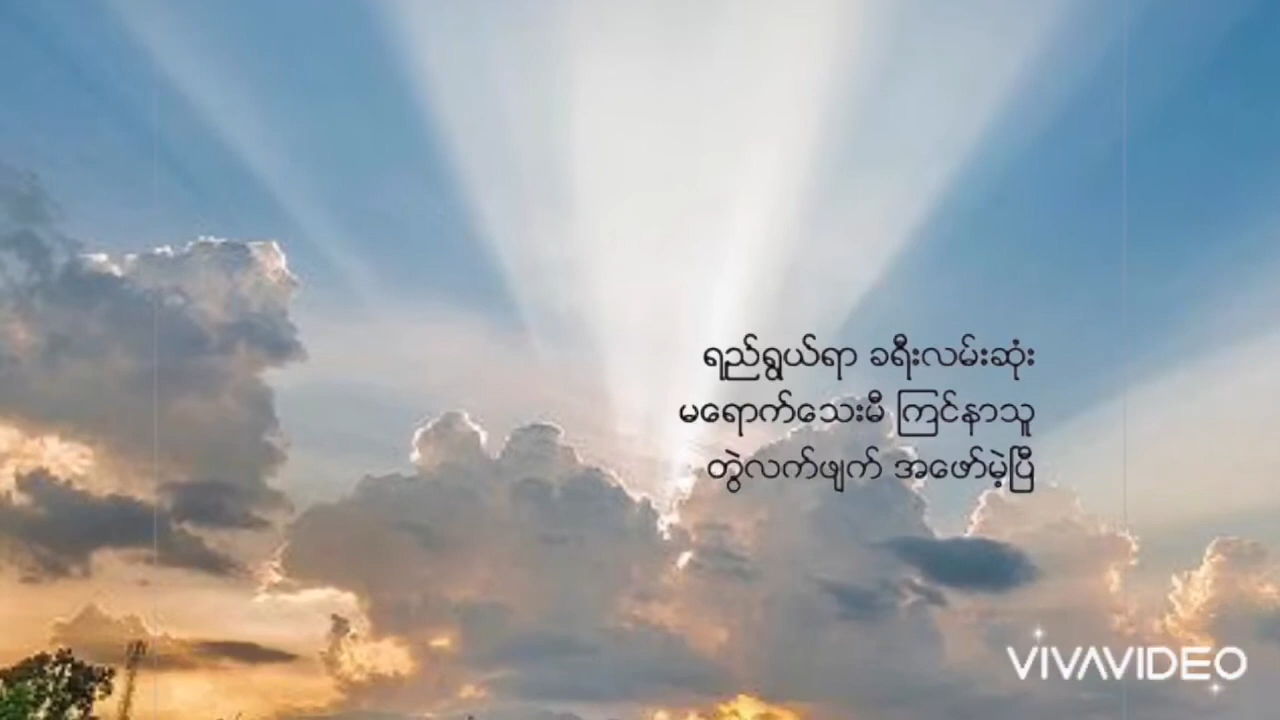 ရည်ရွယ်ရာ ခရီးလမ်းဆုံး
မရောက်သေးမီ ကြင်နာသူ
တွဲလက်ဖျက် အဖော်မဲ့ပြီ
VIVAVIDEO